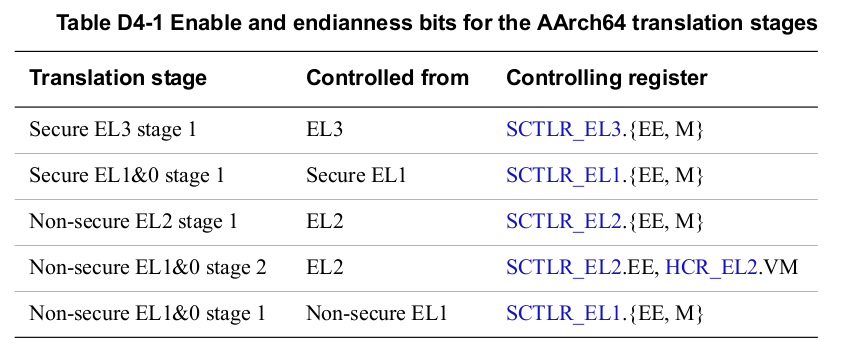 Table D4-1 Enable and endianness bits for the AArch64 translation stages
Translation stage Controlled from Controlling register
Secure EL3 stage 1 EL3 SCTLR_EL3.{EE, M}
Secure EL1&0 stage 1 Secure EL1 SCTLR_EL1.{EE, M}
Non-secure EL2 stage 1 EL2 SCTLR_EL2.{EE, M}
Non-secure EL1&0 stage 2 EL2 SCTLR_EL2.EE, HCR_EL2.VM
Non-secure EL1&0 stage 1 Non-secure EL1 SCTLR_EL1.{EE, M}